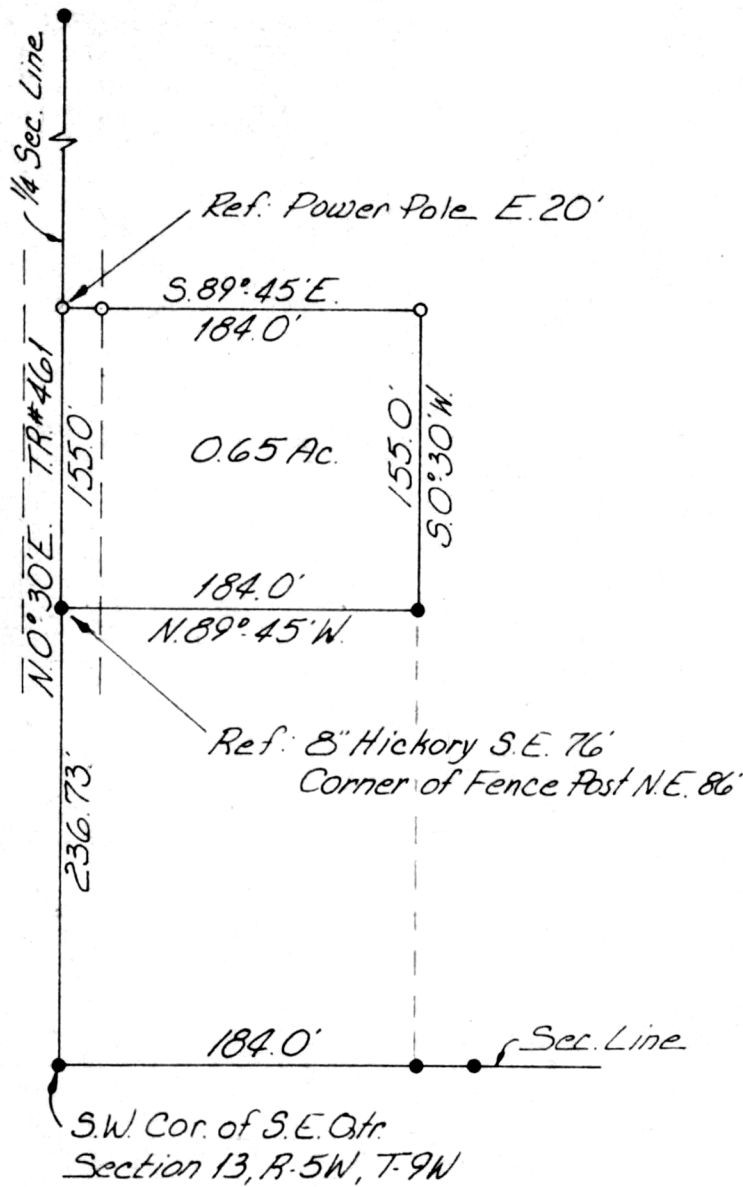 1/4 Sec. Line
Ref: Power Pole E. 20'
S. 89°-45' E.
184.0'
N. 0°-30' E. T.R.#461
155.0'
0.65 Ac.
155.0'
S. 0°-30' W.
184.0'
N. 89°-45' W.
Ref: 8" Hickory S.E. 76'
Corner of Fence Post N.E. 86'
236.73'
184.0'
Sec. Line
S.W. Cor. of S.E. Qtr.
Section 13, R-5W, T-9W